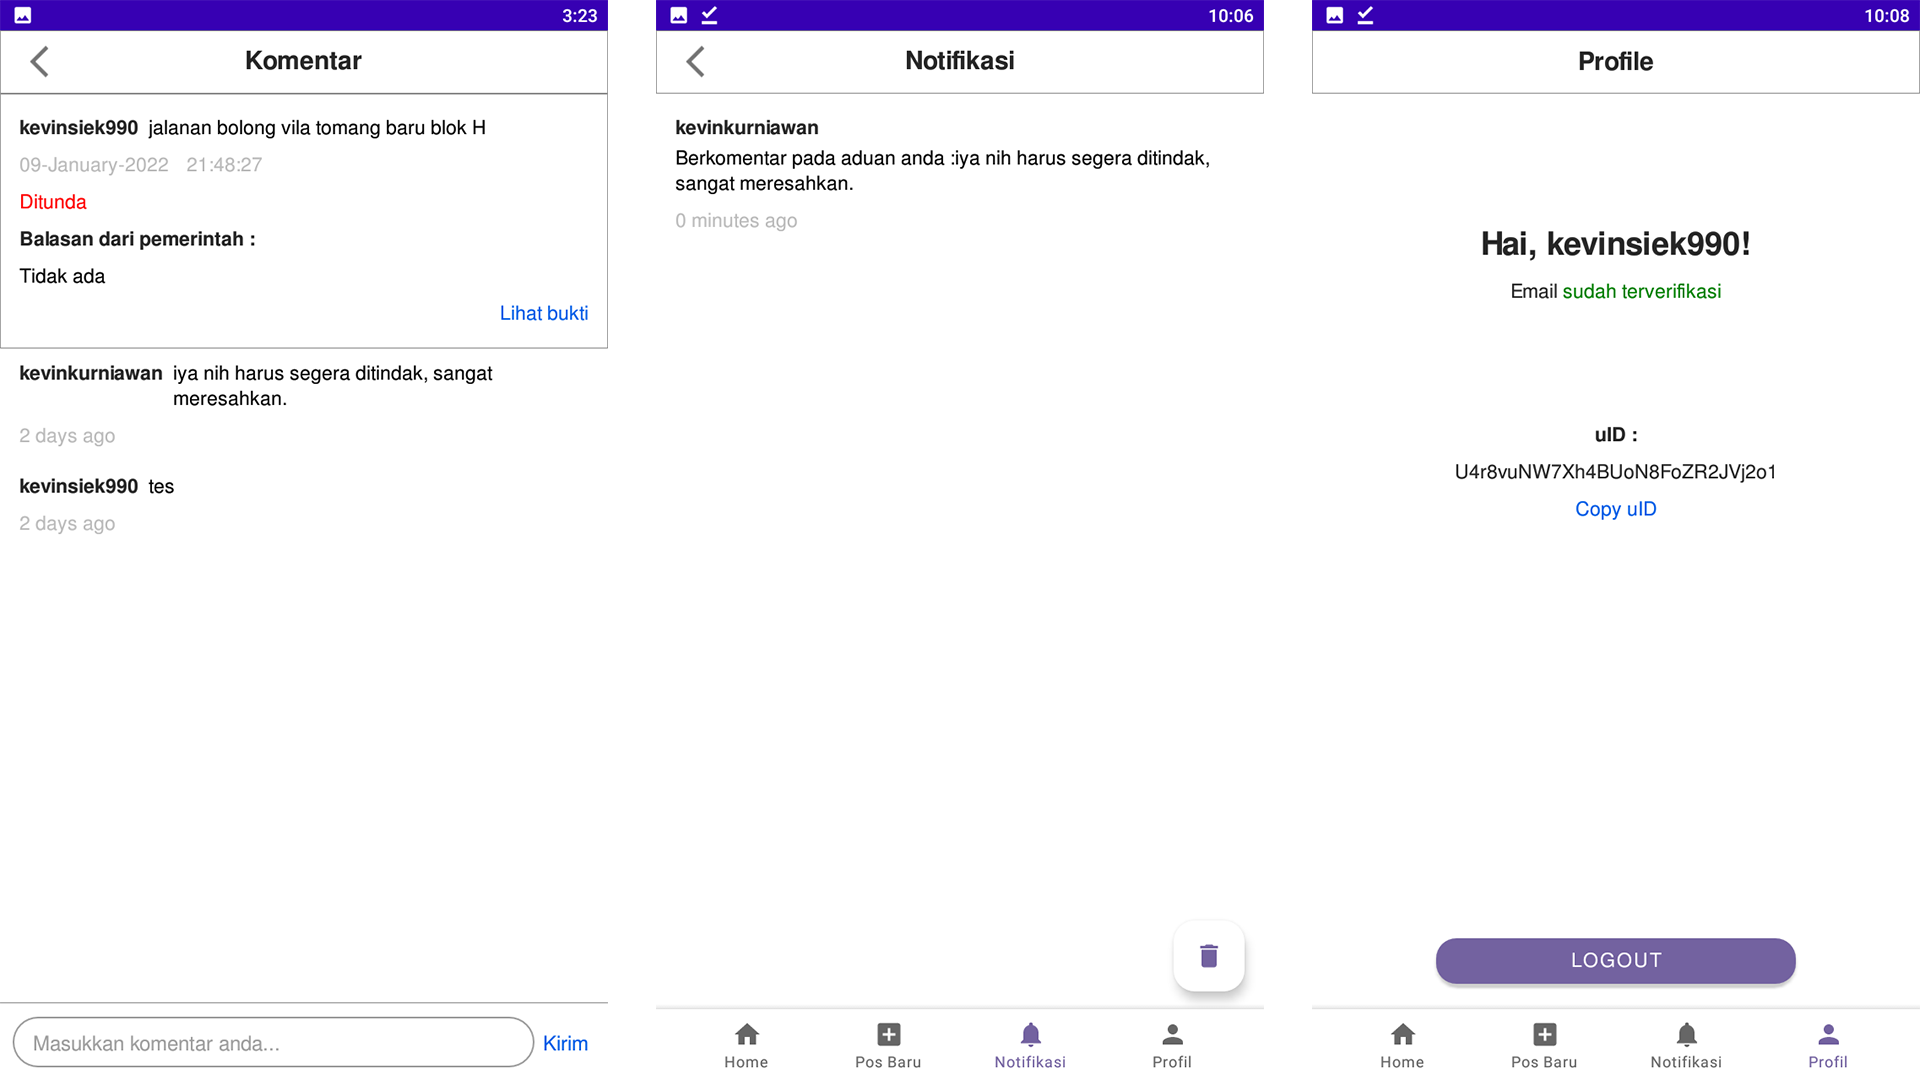 3:23
Komentar
kevinsiek990 jalanan bolong vila tomang baru blok H
09-January-2022 21:48:27
Ditunda
Balasan dari pemerintah :
Tidak ada
Lihat bukti
kevinkurniawan iya nih harus segera ditindak, sangat
meresahkan.
2 days ago
kevinsiek990 tes
2 days ago
Masukkan komentar anda...
Kirim
10:06
Notifikasi
kevinkurniawan
Berkomentar pada aduan anda :iya nih harus segera ditindak,
sangat meresahkan.
0 minutes ago
Home
Pos Baru
Notifikasi
Profil
10:08
Profile
Hai, kevinsiek990!
Email sudah terverifikasi
uID :
U4r8vuNW7Xh4BUoN8FoZR2JVj2o1
Copy uID
LOGOUT
Home
Pos Baru
Notifikasi
Profil